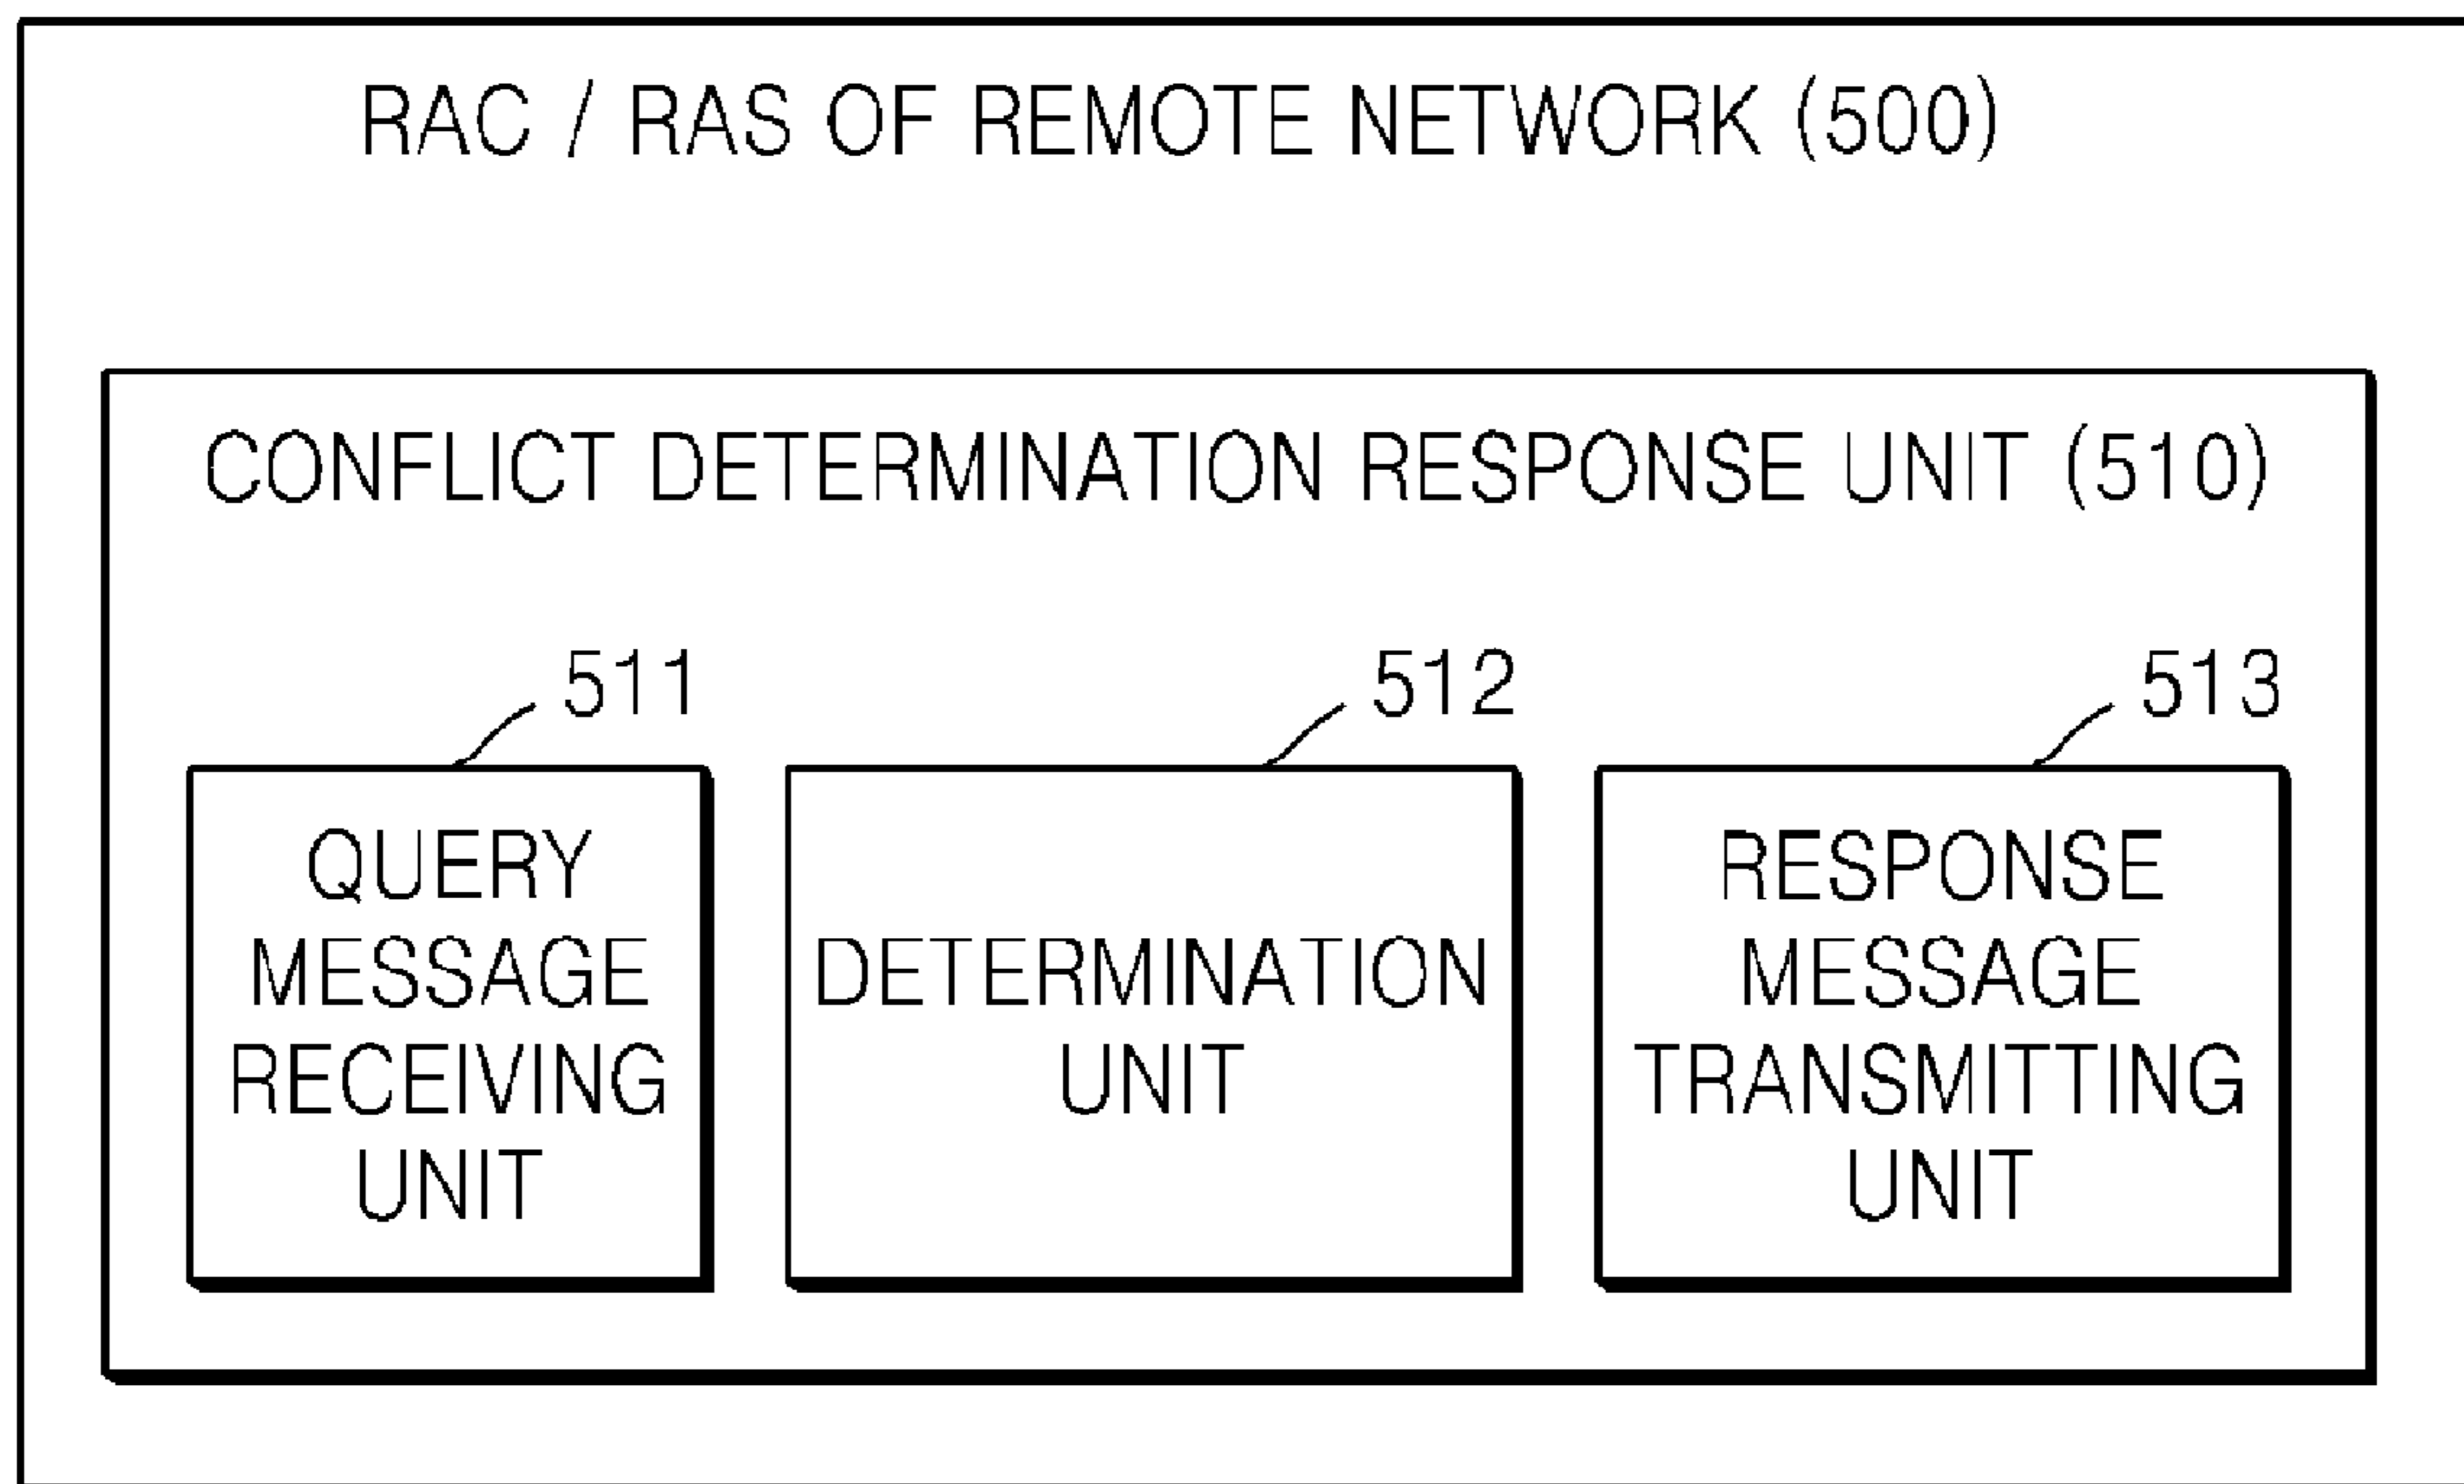 RAC / RAS OF REMOTE NETWORK (500)
CONFLICT DETERMINATION RESPONSE UNIT (510)
511
QUERY
MESSAGE
RECEIVING
UNIT
512
DETERMINATION
UNIT
513
RESPONSE
MESSAGE
TRANSMITTING
UNIT